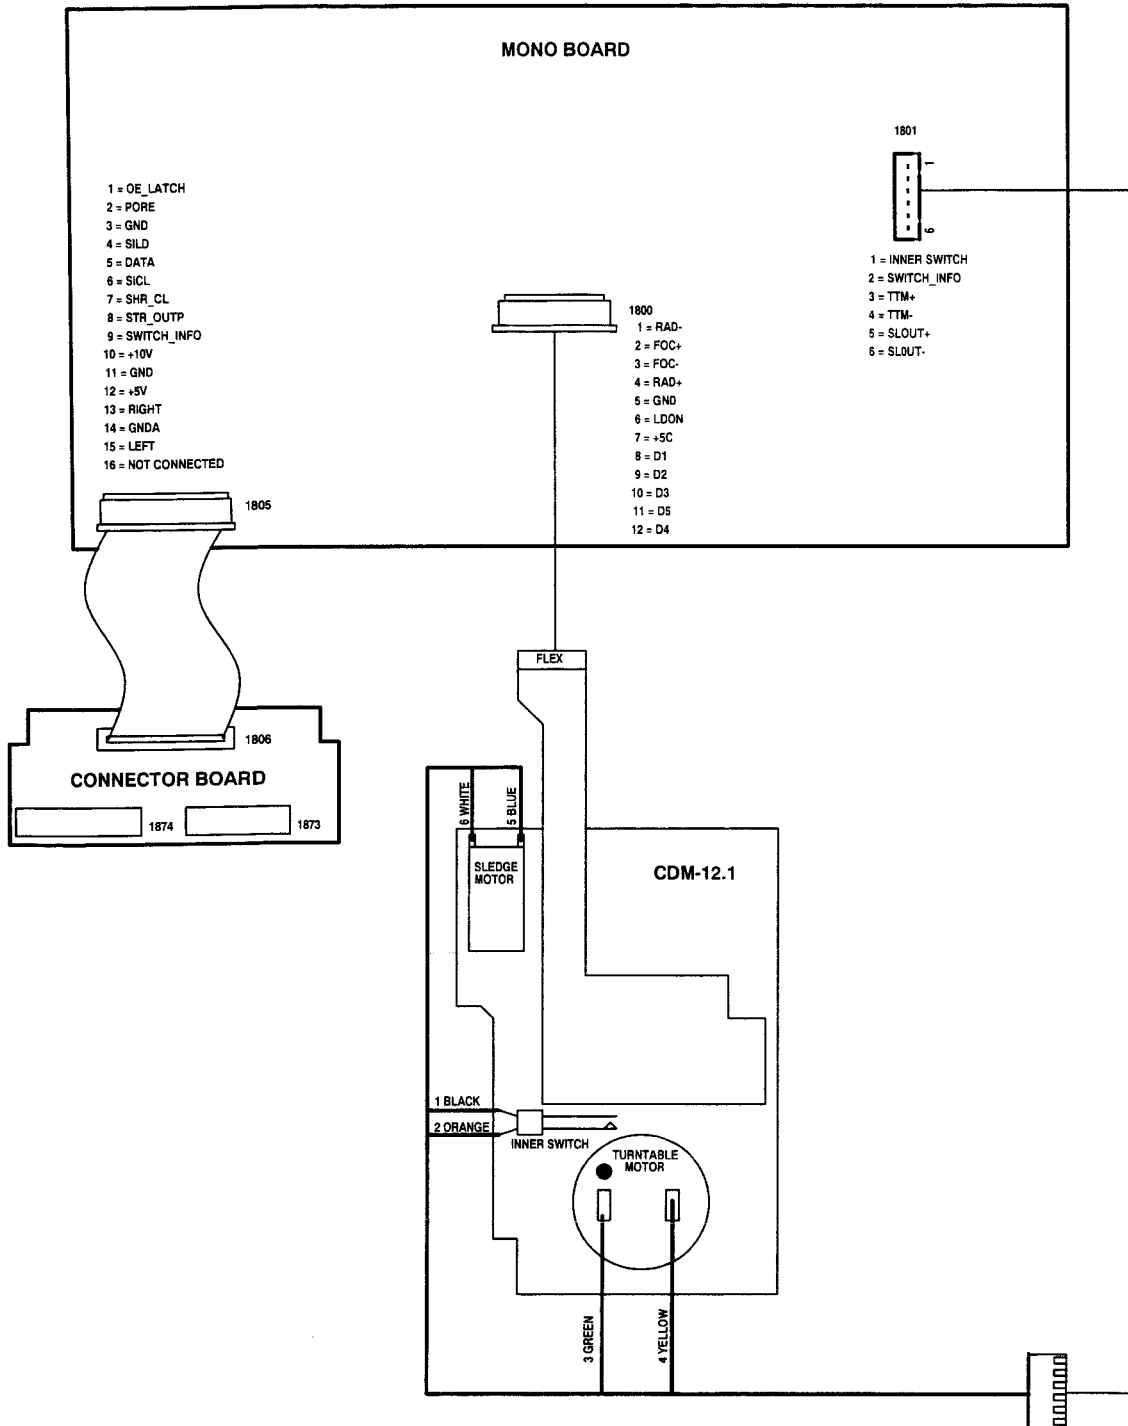 MONO BOARD
1801
1
6
1 = OE_LATCH
2 = PORE
3 = GND
4 = SILD
5 = DATA
6 = SICL
7 = SHR_CL
8 = STR_OUTP
9 = SWITCH_INFO
10 = +10V
11 = GND
12 = +5V
13 = RIGHT
14 = GNDA
15 = LEFT
16 = NOT CONNECTED
1 = INNER SWITCH
2 = SWITCH_INFO
3 = TTM+
4 = TTM-
5 = SLOUT+
6 = SLOUT-
1800
1 = RAD-
2 = FOC+
3 = FOC-
4 = RAD+
5 = GND
6 = LDON
7 = +5C
8 = D1
9 = D2
10 = D3
11 = D5
12 = D4
1805
FLEX
1806
CONNECTOR BOARD
1874
1873
6 WHITE
5 BLUE
SLEDGE
MOTOR
CDM-12.1
1 BLACK
2 ORANGE
INNER SWITCH
TURNTABLE
MOTOR
3 GREEN
4 YELLOW